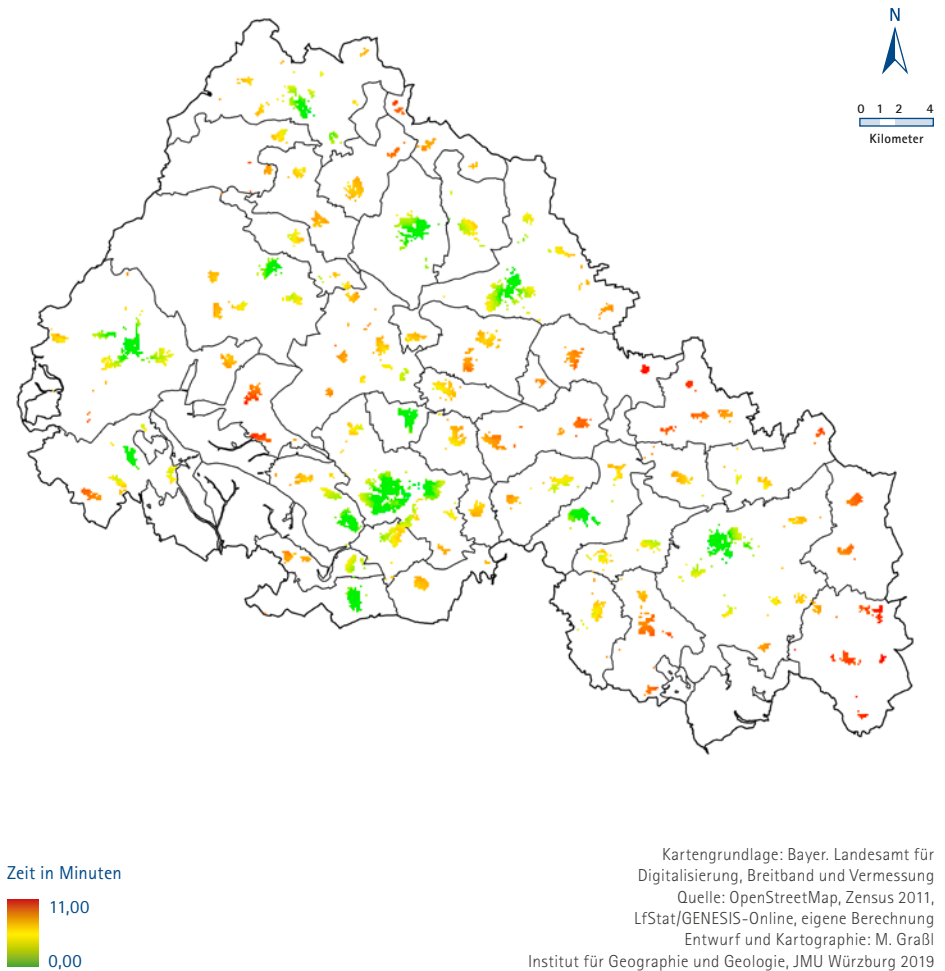 N
0 1 2 4
Kilometer
Zeit in Minuten
11,00
0,00
Kartengrundlage: Bayer. Landesamt für
Digitalisierung, Breitband und Vermessung
Quelle: OpenStreetMap, Zensus 2011,
LfStat/GENESIS-Online, eigene Berechnung
Entwurf und Kartographie: M. Graßl
Institut für Geographie und Geologie, JMU Würzburg 2019